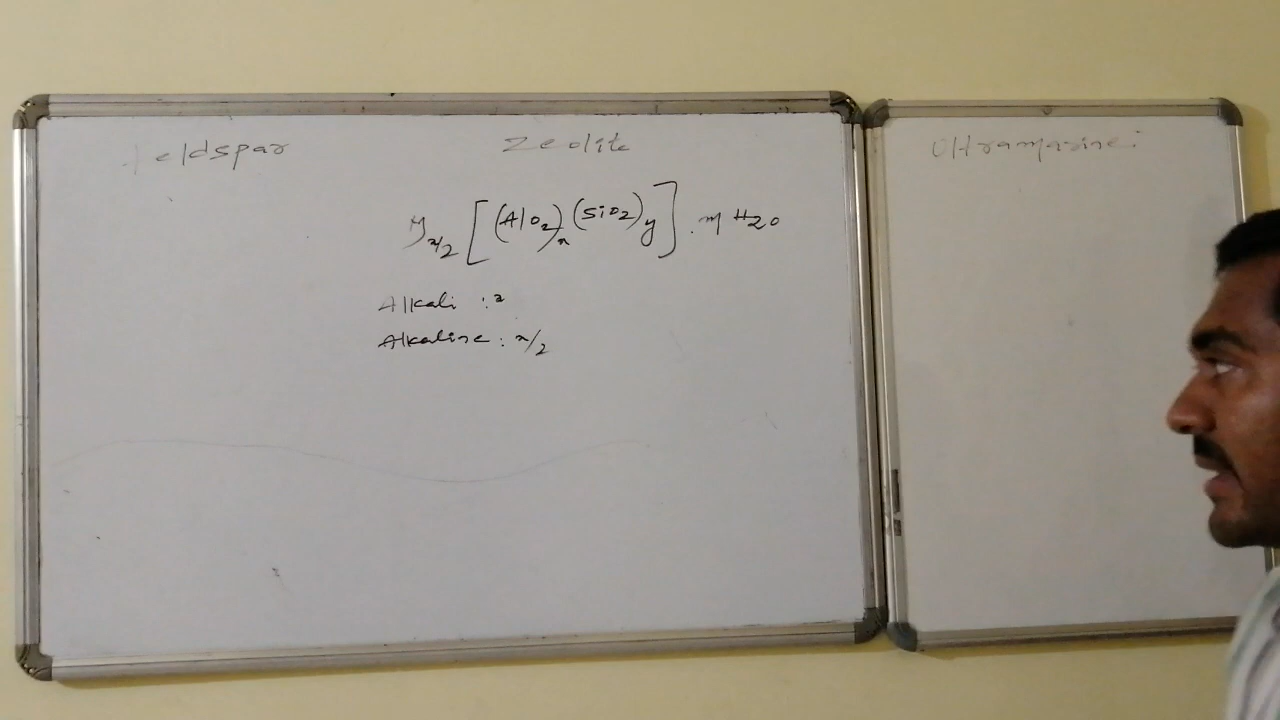 Feldspar
Zeolite
M x/2 [(AlO2)x (SiO2)y] . m H2O
Alkali : x
Alkaline : x/2
Ultramarine :